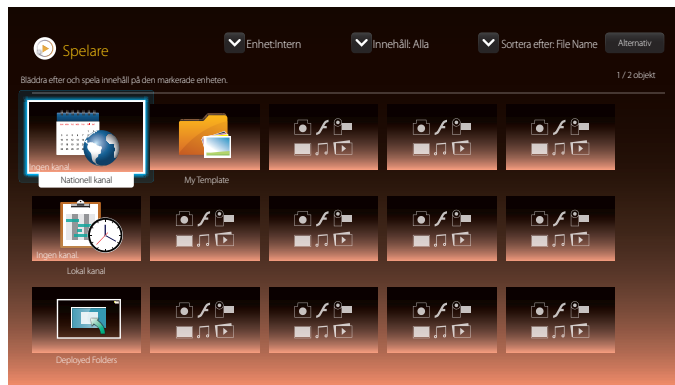 Spelare
Enhet:Intern
Innehåll: Alla
Sortera efter: File Name
Alternativ
Bläddra efter och spela innehåll på den markerade enheten.
1 / 2 objekt
Ingen kanal.
Nationell kanal
My Template
Ingen kanal.
Lokal kanal
Deployed Folders